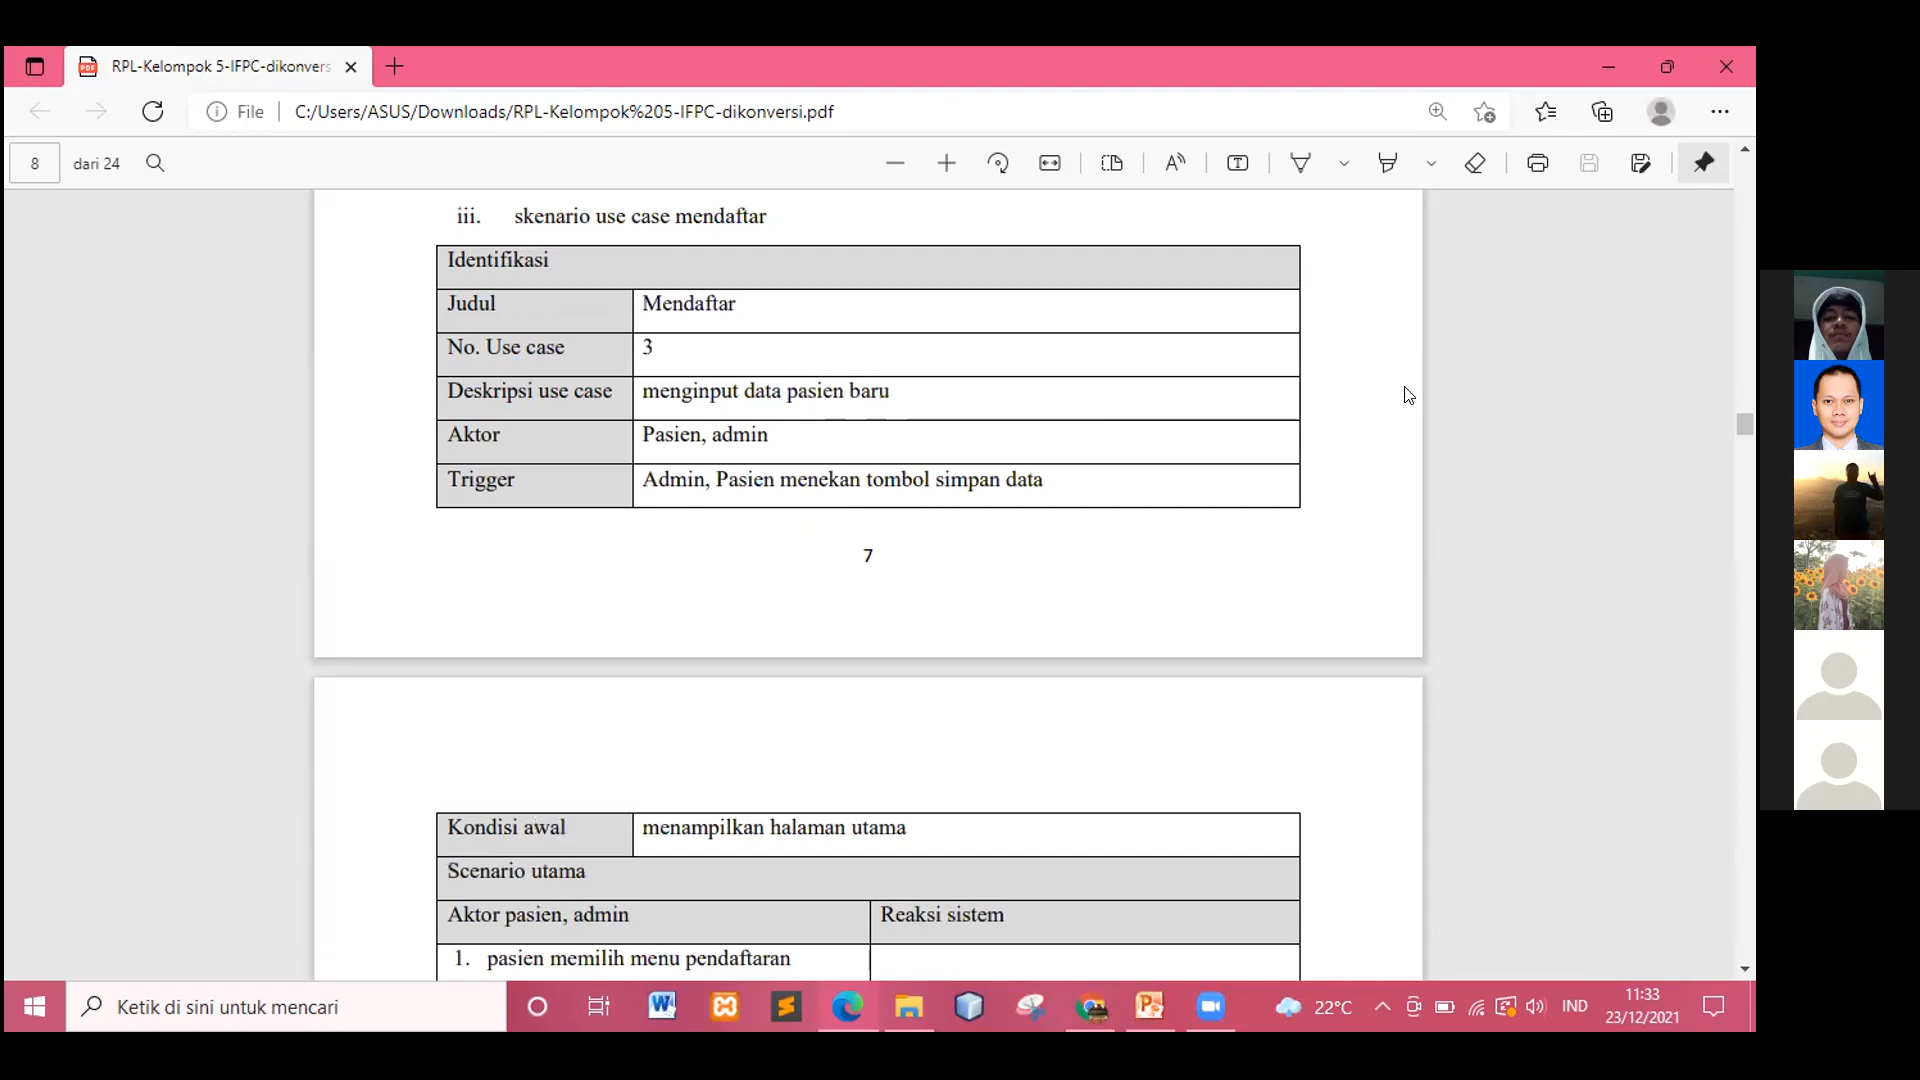 RPL-Kelompok 5-IFPC-dikonvers
File
C:/Users/ASUS/Downloads/RPL-Kelompok%205-IFPC-dikonversi.pdf
8 dari 24
iii. skenario use case mendaftar
Identifikasi
Judul Mendaftar
No. Use case 3
Deskripsi use case menginput data pasien baru
Aktor Pasien, admin
Trigger Admin, Pasien menekan tombol simpan data
7
Kondisi awal menampilkan halaman utama
Scenario utama
Aktor pasien, admin Reaksi sistem
1. pasien memilih menu pendaftaran
Ketik di sini untuk mencari
22°C
IND
11:33
23/12/2021